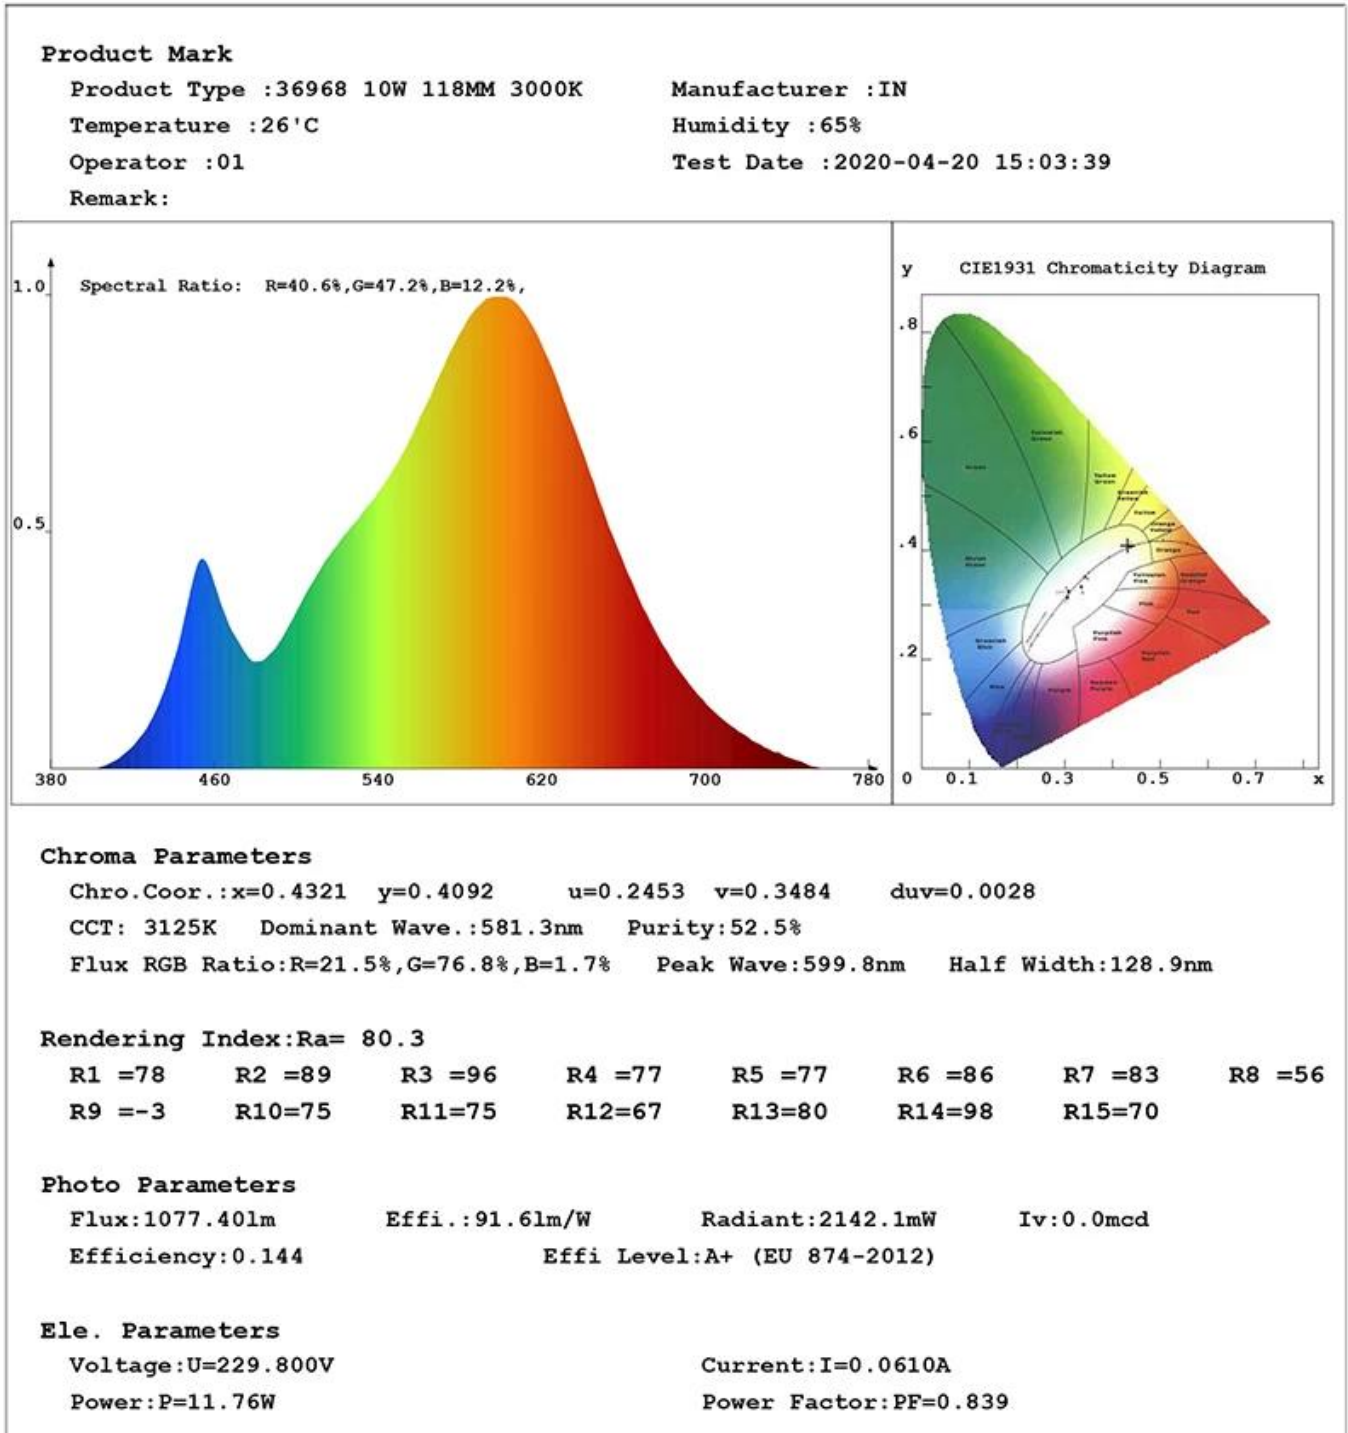 Product Mark
Product Type :36968 10W 118MM 3000K Manufacturer :IN
Temperature :26'C Humidity :65%
Operator :01 Test Date :2020-04-20 15:03:39
Remark:
Spectral Ratio: R=40.6%,G=47.2%,B=12.2%,
1.0
0.5
380 460 540 620 700 780
y CIE1931 Chromaticity Diagram
.8
.6
.4
.2
0 0.1 0.3 0.5 0.7 x
Chroma Parameters
Chro.Coor.:x=0.4321 y=0.4092 u=0.2453 v=0.3484 duv=0.0028
CCT: 3125K Dominant Wave.:581.3nm Purity:52.5%
Flux RGB Ratio:R=21.5%,G=76.8%,B=1.7% Peak Wave:599.8nm Half Width:128.9nm
Rendering Index:Ra= 80.3
R1 =78 R2 =89 R3 =96 R4 =77 R5 =77 R6 =86 R7 =83 R8 =56
R9 =-3 R10=75 R11=75 R12=67 R13=80 R14=98 R15=70
Photo Parameters
Flux:1077.40lm Effi.:91.6lm/W Radiant:2142.1mW Iv:0.0mcd
Efficiency:0.144 Effi Level:A+ (EU 874-2012)
Ele. Parameters
Voltage:U=229.800V Current:I=0.0610A
Power:P=11.76W Power Factor:PF=0.839